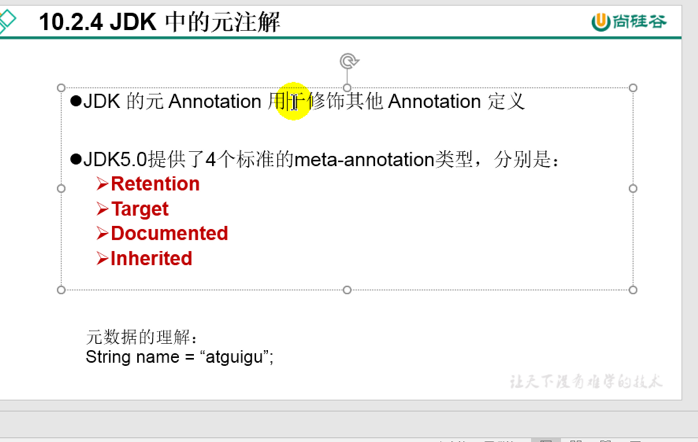 10.2.4 JDK 中的元注解
尚硅谷
●JDK 的元 Annotation 用于修饰其他 Annotation 定义
●JDK5.0提供了4个标准的meta-annotation类型，分别是：
➢Retention
➢Target
➢Documented
➢Inherited
元数据的理解：
String name = “atguigu”;
让天下没有难学的技术